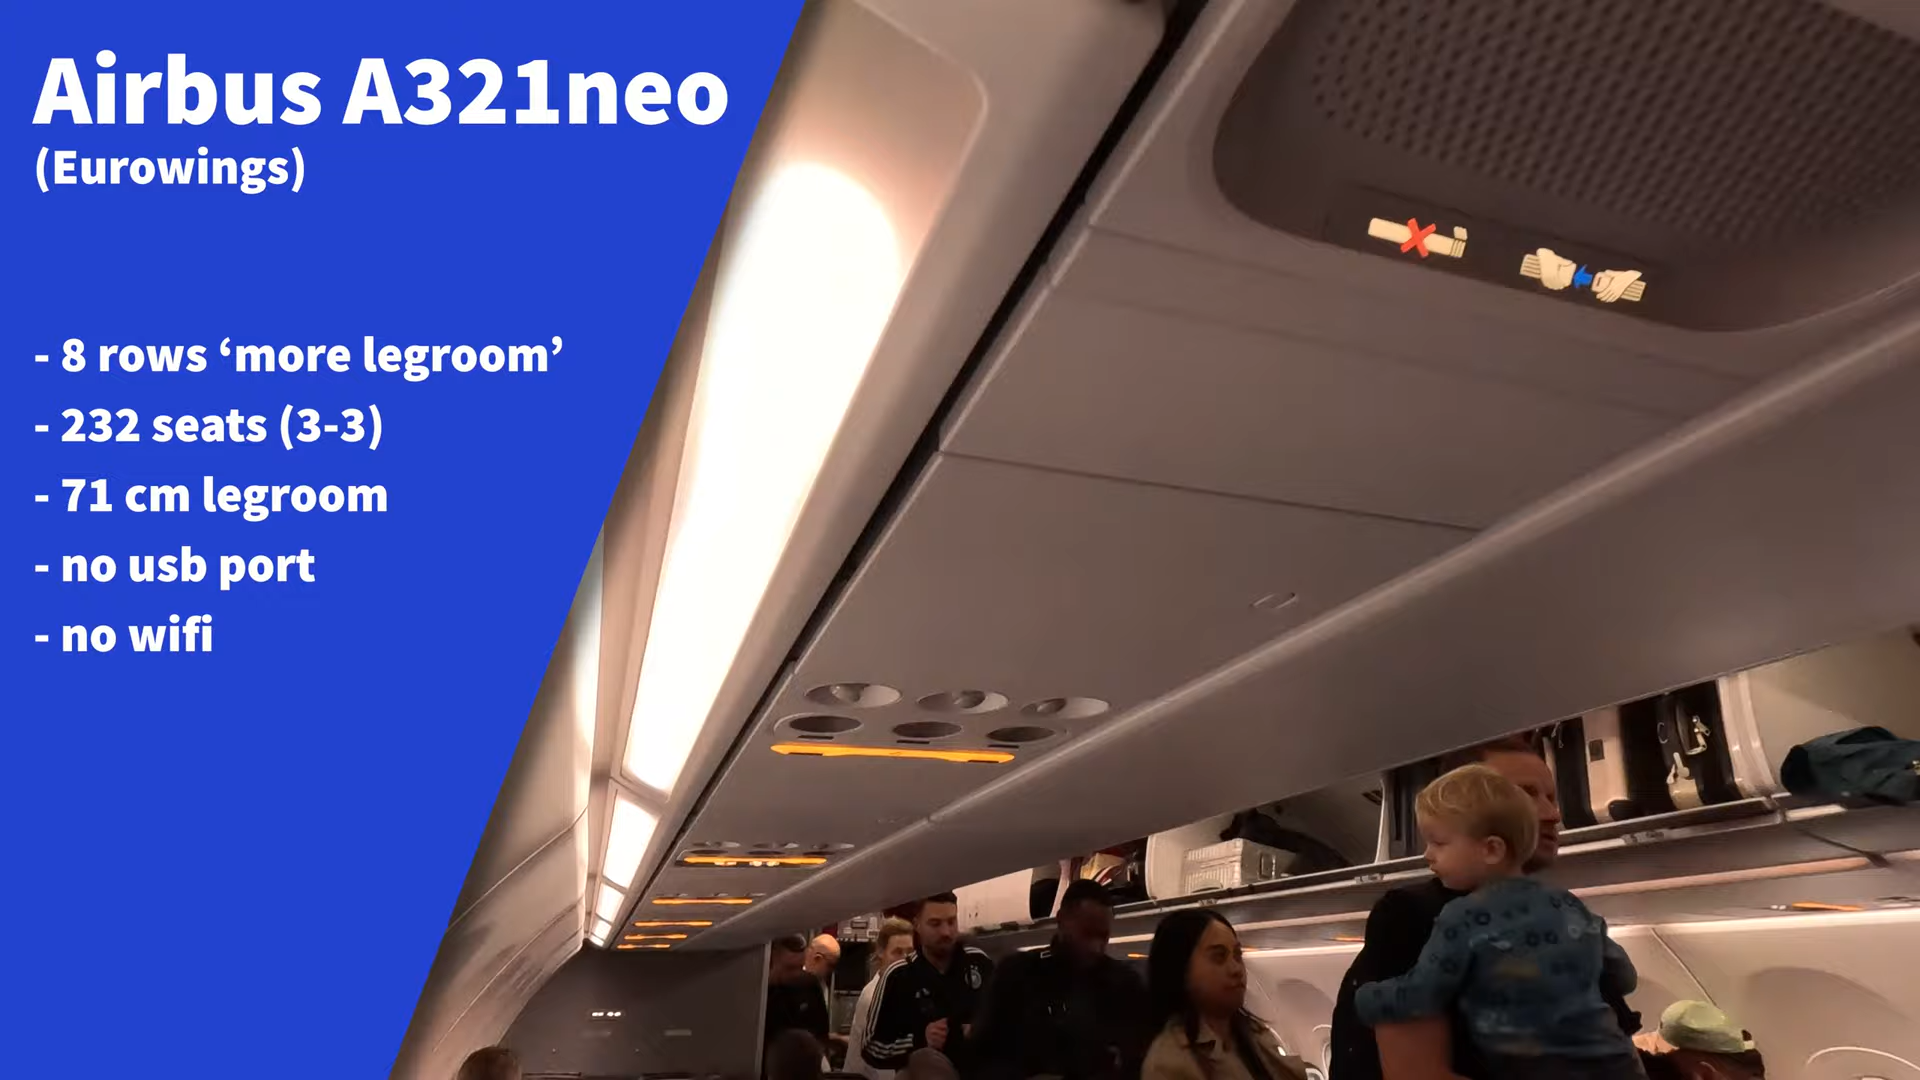 Airbus A321neo
(Eurowings)
- 8 rows ‘more legroom’
- 232 seats (3-3)
- 71 cm legroom
- no usb port
- no wifi